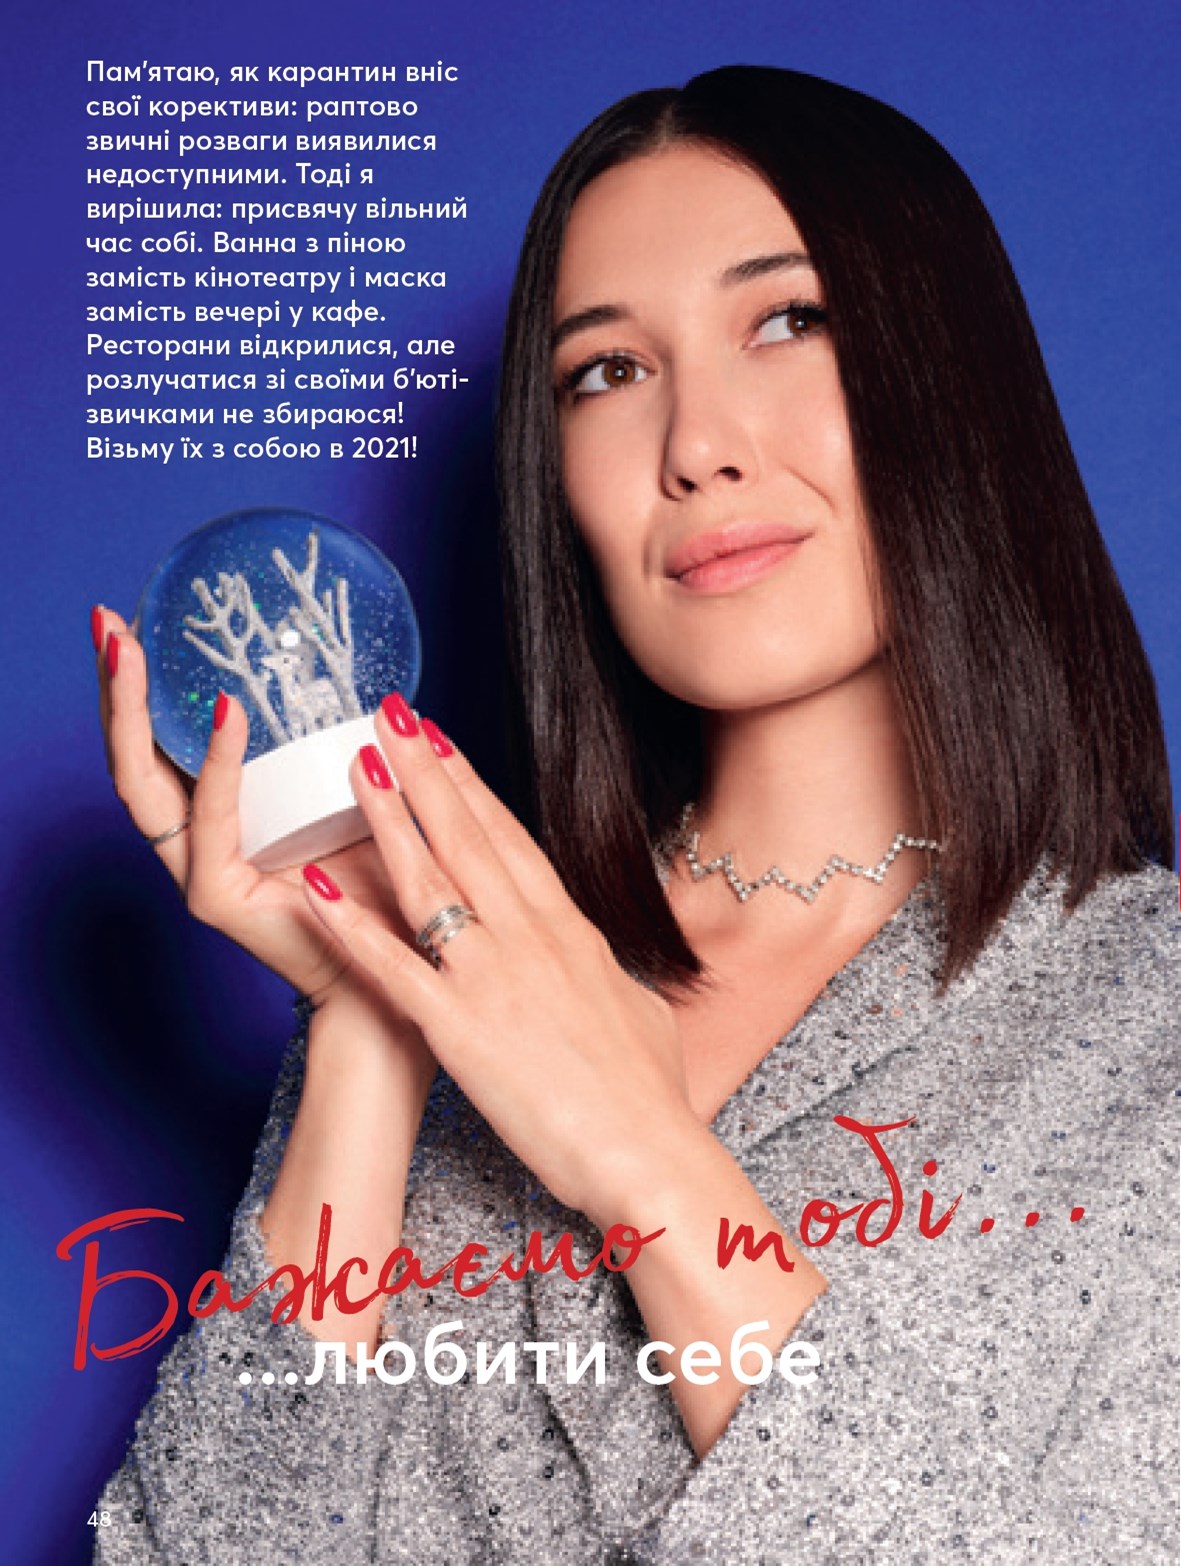 Пам'ятаю, як карантин вніс
свої корективи: раптово
звичні розваги виявилися
недоступними. Тоді я
вирішила: присвячу вільний
час собі. Ванна з піною
замість кінотеатру і маска
замість вечері у кафе.
Ресторани відкрилися, але
розлучатися зі своїми б'юті-
звичками не збираюся!
Візьму їх з собою в 2021!
Бажаємо тобі...
...любити себе
48